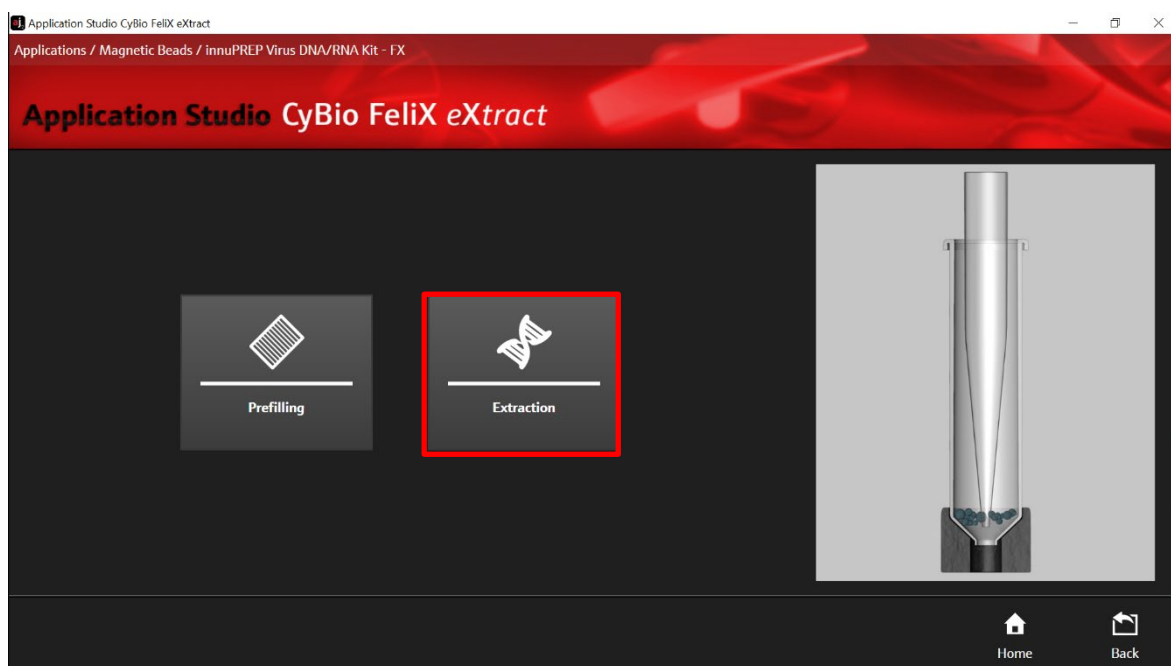 Application Studio CyBio FeliX eXtract
Applications / Magnetic Beads / innuPREP Virus DNA/RNA Kit - FX
Application Studio CyBio FeliX eXtract
Prefilling
Extraction
Home
Back